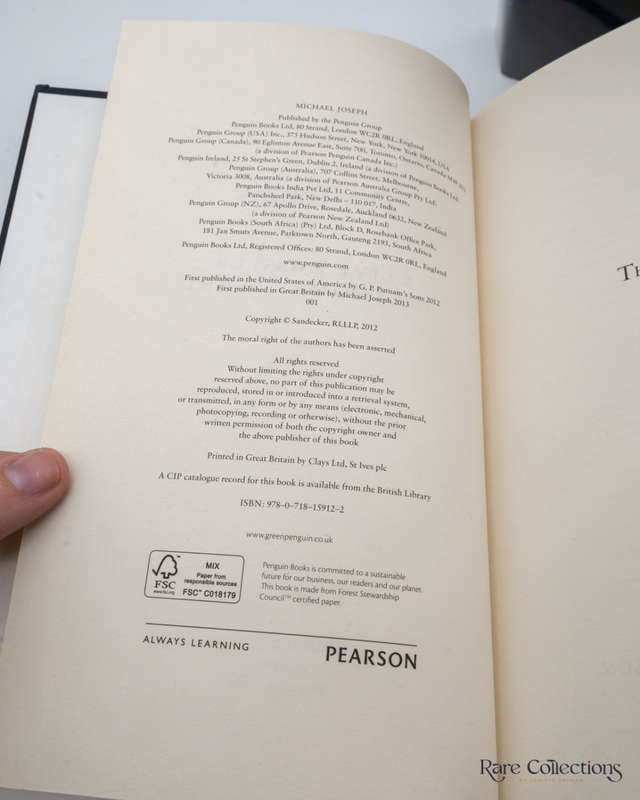 MICHAEL JOSEPH
Published by the Penguin Group
Penguin Books Ltd, 80 Strand, London WC2R 0RL, England
Penguin Group (USA) Inc., 375 Hudson Street, New York, New York 10014, USA
Penguin Group (Canada), 90 Eglinton Avenue East, Suite 700, Toronto, Ontario, Canada M4P 2Y3
(a division of Pearson Penguin Canada Inc.)
Penguin Ireland, 25 St Stephen's Green, Dublin 2, Ireland (a division of Penguin Books Ltd)
Penguin Group (Australia), 707 Collins Street, Melbourne,
Victoria 3008, Australia (a division of Pearson Australia Group Pty Ltd)
Penguin Books India Pvt Ltd, 11 Community Centre,
Panchsheel Park, New Delhi – 110 017, India
Penguin Group (NZ), 67 Apollo Drive, Rosedale, Auckland 0632, New Zealand
(a division of Pearson New Zealand Ltd)
Penguin Books (South Africa) (Pty) Ltd, Block D, Rosebank Office Park,
181 Jan Smuts Avenue, Parktown North, Gauteng 2193, South Africa
Penguin Books Ltd, Registered Offices: 80 Strand, London WC2R 0RL, England
www.penguin.com
First published in the United States of America by G. P. Putnam's Sons 2012
First published in Great Britain by Michael Joseph 2013
001
Copyright © Sandecker, RLLLP, 2012
The moral right of the authors has been asserted
All rights reserved
Without limiting the rights under copyright
reserved above, no part of this publication may be
reproduced, stored in or introduced into a retrieval system,
or transmitted, in any form or by any means (electronic, mechanical,
photocopying, recording or otherwise), without the prior
written permission of both the copyright owner and
the above publisher of this book
Printed in Great Britain by Clays Ltd, St Ives plc
A CIP catalogue record for this book is available from the British Library
ISBN: 978–0–718–15912–2
www.greenpenguin.co.uk
FSC
www.fsc.org
MIX
Paper from
responsible sources
FSC® C018179
Penguin Books is committed to a sustainable
future for our business, our readers and our planet.
This book is made from Forest Stewardship
Council™ certified paper.
ALWAYS LEARNING
PEARSON
Th
Rare Collections